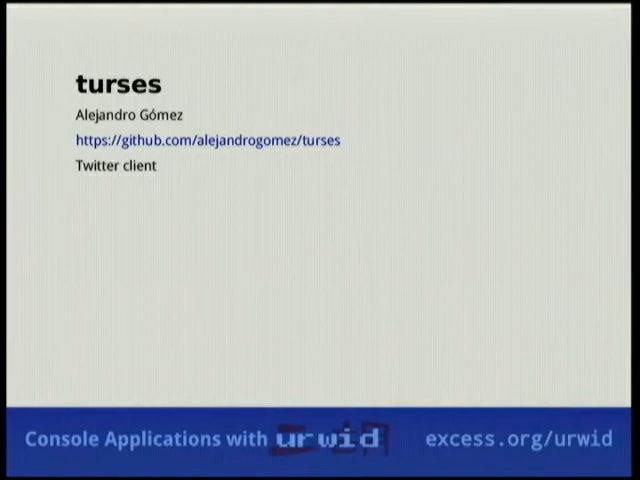 turses
Alejandro Gómez
https://github.com/alejandrogomez/turses
Twitter client
Console Applications with urwid
excess.org/urwid